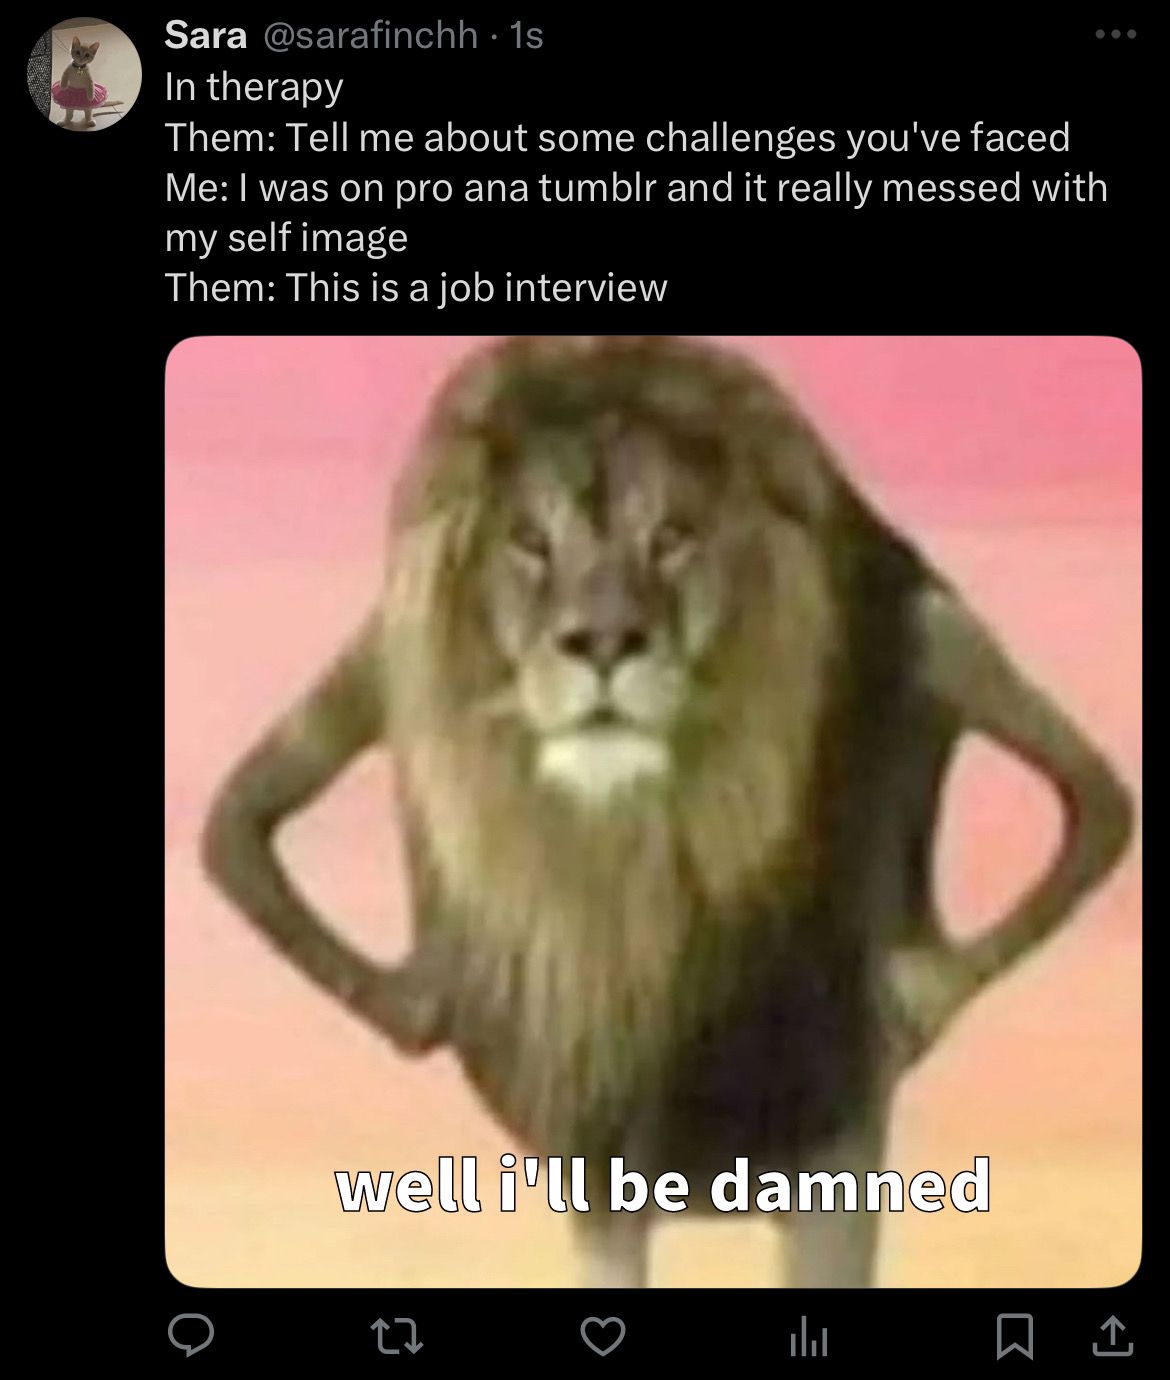 Sara @sarafinchh · 1s
In therapy
Them: Tell me about some challenges you've faced
Me: I was on pro ana tumblr and it really messed with
my self image
Them: This is a job interview
well i'll be damned